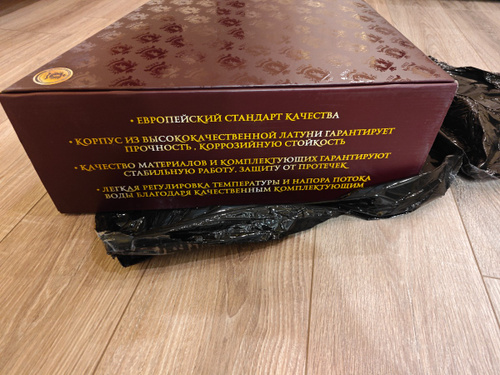 • ЕВРОПЕЙСКИЙ СТАНДАРТ КАЧЕСТВА
• КОРПУС ИЗ ВЫСОКОКАЧЕСТВЕННОЙ ЛАТУНИ ГАРАНТИРУЕТ
ПРОЧНОСТЬ , КОРРОЗИЙНУЮ СТОЙКОСТЬ
• КАЧЕСТВО МАТЕРИАЛОВ И КОМПЛЕКТУЮЩИХ ГАРАНТИРУЮТ
СТАБИЛЬНУЮ РАБОТУ, ЗАЩИТУ ОТ ПРОТЕЧЕК
• ЛЕГКАЯ РЕГУЛИРОВКА ТЕМПЕРАТУРЫ И НАПОРА ПОТОКА
ВОДЫ БЛАГОДАРЯ КАЧЕСТВЕННЫМ КОМПЛЕКТУЮЩИМ